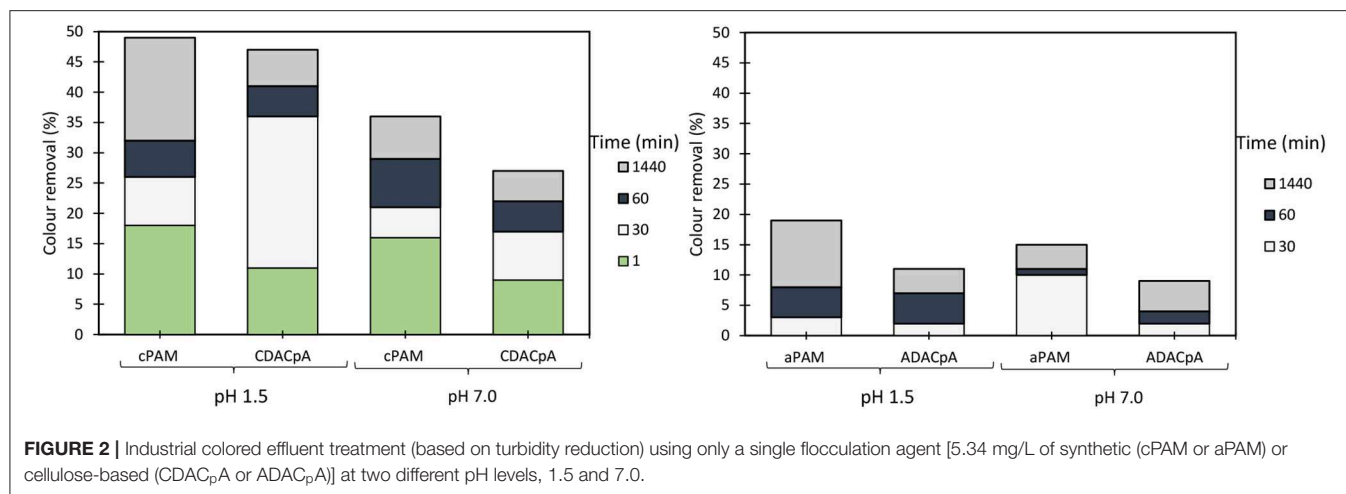 50
45
40
35
30
25
20
15
10
5
0
Colour removal (%)
cPAM CDACpA cPAM CDACpA
pH 1.5 pH 7.0
Time (min)
1440
60
30
1
50
45
40
35
30
25
20
15
10
5
0
Colour removal (%)
aPAM ADACpA aPAM ADACpA
pH 1.5 pH 7.0
Time (min)
1440
60
30
FIGURE 2 | Industrial colored effluent treatment (based on turbidity reduction) using only a single flocculation agent [5.34 mg/L of synthetic (cPAM or aPAM) or
cellulose-based (CDACpA or ADACpA)] at two different pH levels, 1.5 and 7.0.